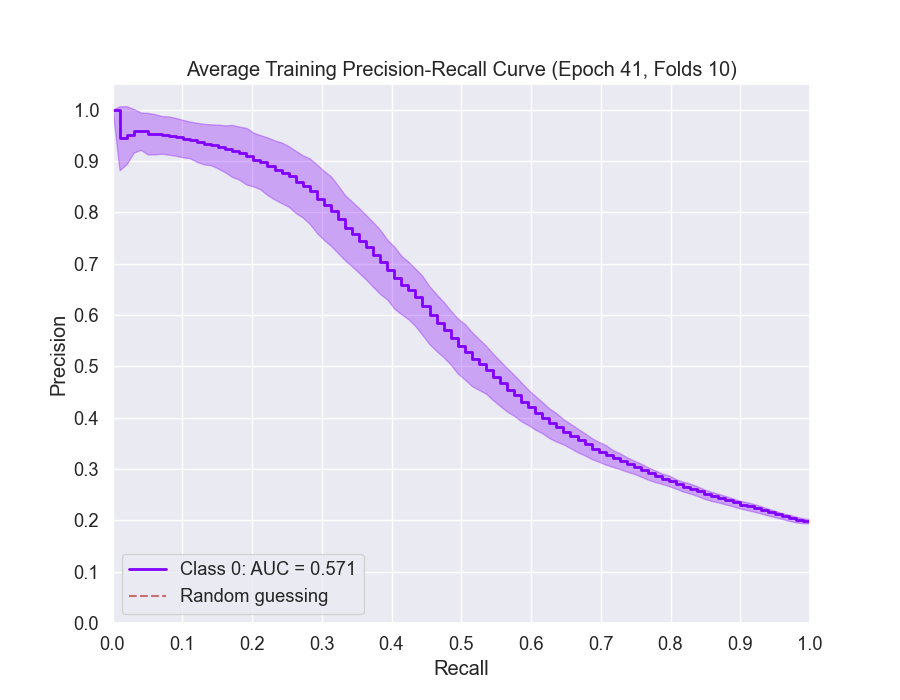 Average Training Precision-Recall Curve (Epoch 41, Folds 10)
1.0
0.9
0.8
0.7
0.6
0.5
0.4
0.3
0.2
0.1
0.0
Precision
Class 0: AUC = 0.571
Random guessing
0.0 0.1 0.2 0.3 0.4 0.5 0.6 0.7 0.8 0.9 1.0
Recall